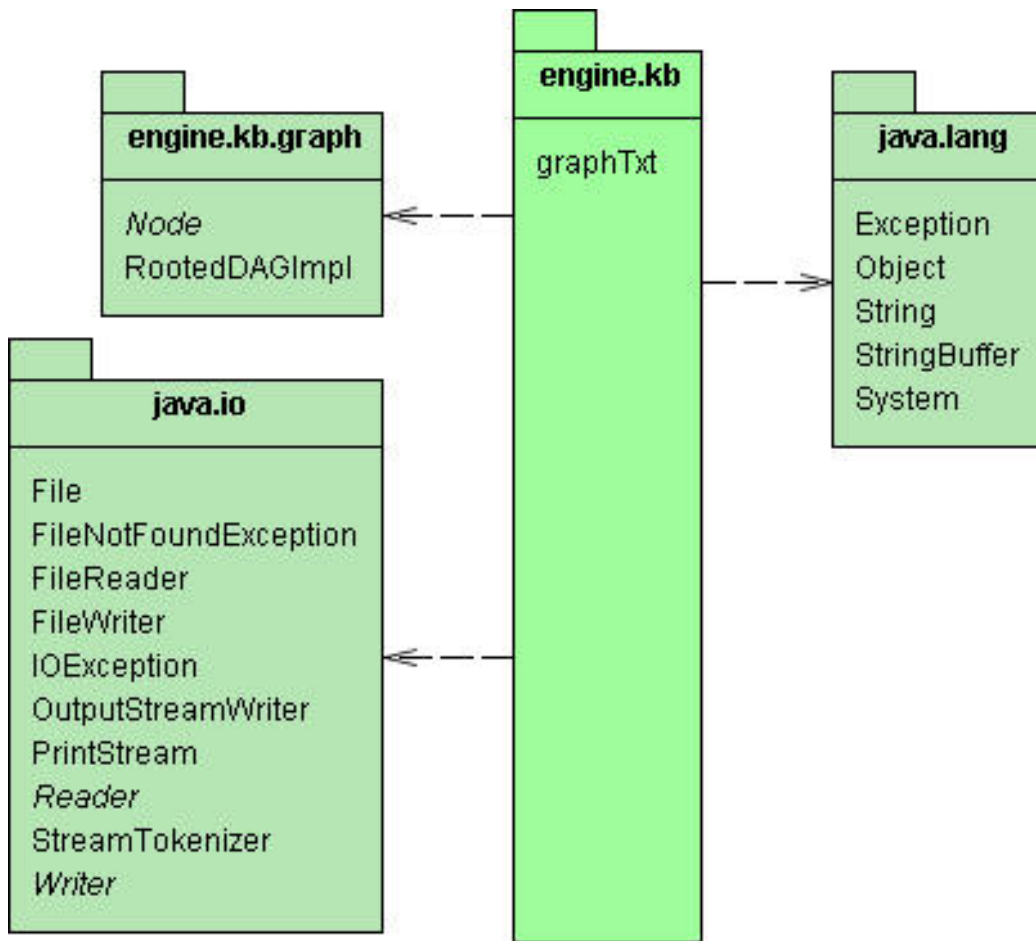 engine.kb.graph
Node
RootedDAGImpl
java.io
File
FileNotFoundException
FileReader
FileWriter
IOException
OutputStreamWriter
PrintStream
Reader
StreamTokenizer
Writer
engine.kb
graphTxt
java.lang
Exception
Object
String
StringBuffer
System